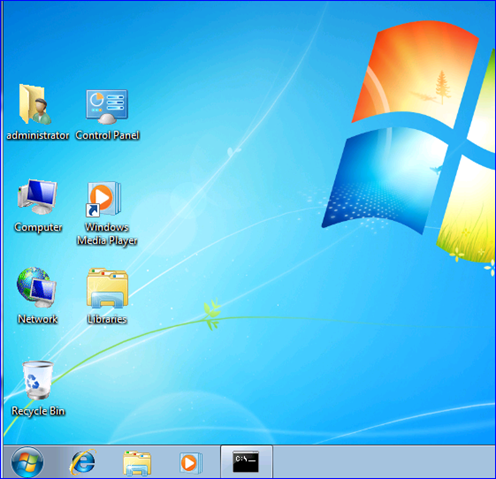 administrator
Control Panel
Computer
Windows
Media Player
Network
Libraries
Recycle Bin
C:\_